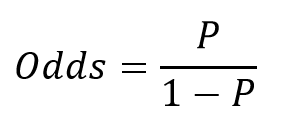 Odds = P / (1 − P)